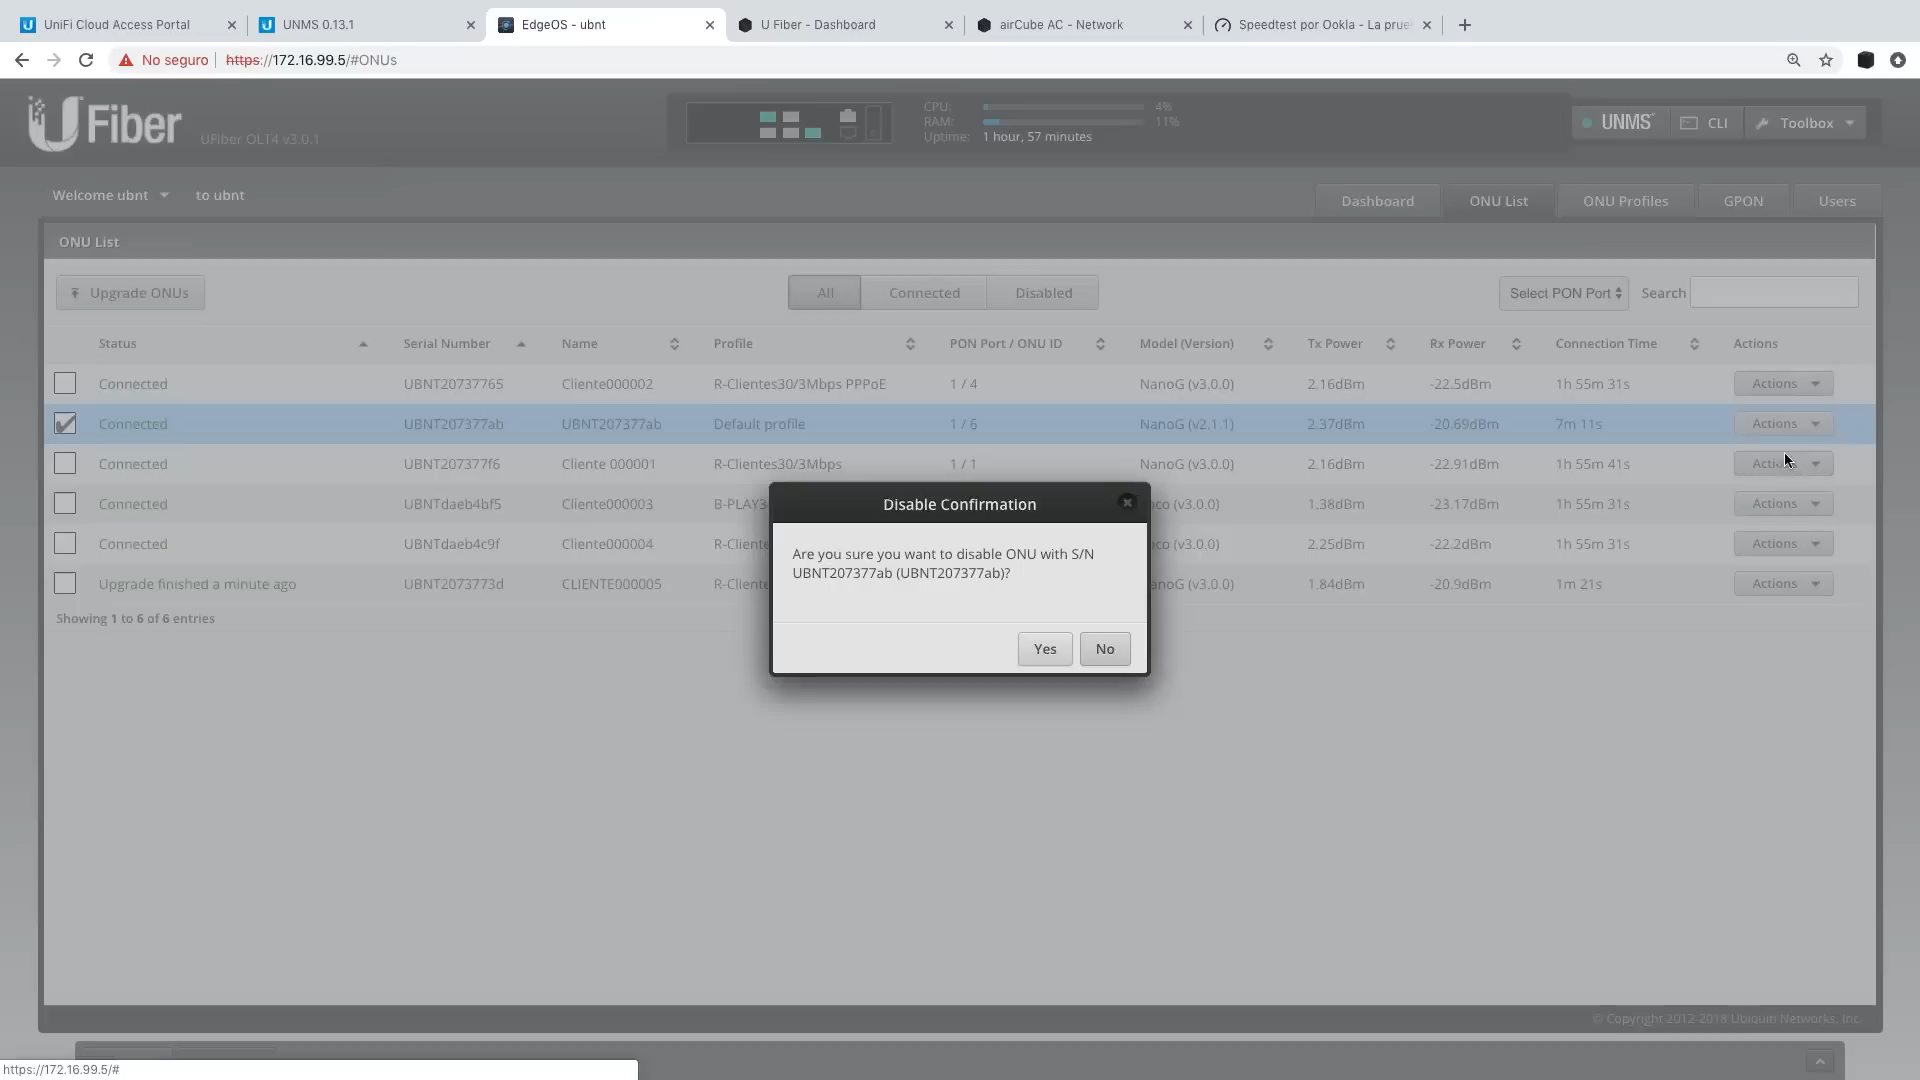 UniFi Cloud Access Portal
UNMS 0.13.1
EdgeOS - ubnt
U Fiber - Dashboard
airCube AC - Network
Speedtest por Ookla - La prue
No seguro
https://172.16.99.5/#ONUs
U Fiber
UFiber OLT4 v3.0.1
CPU: 4%
RAM: 11%
Uptime: 1 hour, 57 minutes
UNMS
CLI
Toolbox
Welcome ubnt to ubnt
Dashboard
ONU List
ONU Profiles
GPON
Users
ONU List
Upgrade ONUs
All
Connected
Disabled
Select PON Port
Search
Status Serial Number Name Profile PON Port / ONU ID Model (Version) Tx Power Rx Power Connection Time Actions
Connected UBNT20737765 Cliente000002 R-Clientes30/3Mbps PPPoE 1 / 4 NanoG (v3.0.0) 2.16dBm -22.5dBm 1h 55m 31s Actions
Connected UBNT207377ab UBNT207377ab Default profile 1 / 6 NanoG (v2.1.1) 2.37dBm -20.69dBm 7m 11s Actions
Connected UBNT207377f6 Cliente 000001 R-Clientes30/3Mbps 1 / 1 NanoG (v3.0.0) 2.16dBm -22.91dBm 1h 55m 41s Actions
Connected UBNTdaeb4bf5 Cliente000003 B-PLAY3 (v3.0.0) 1.38dBm -23.17dBm 1h 55m 31s Actions
Connected UBNTdaeb4c9f Cliente000004 R-Cliente (v3.0.0) 2.25dBm -22.2dBm 1h 55m 31s Actions
Upgrade finished a minute ago UBNT2073773d CLIENTE000005 R-Cliente anoG (v3.0.0) 1.84dBm -20.9dBm 1m 21s Actions
Showing 1 to 6 of 6 entries
Disable Confirmation
Are you sure you want to disable ONU with S/N
UBNT207377ab (UBNT207377ab)?
Yes
No
© Copyright 2012-2018 Ubiquiti Networks, Inc.
https://172.16.99.5/#